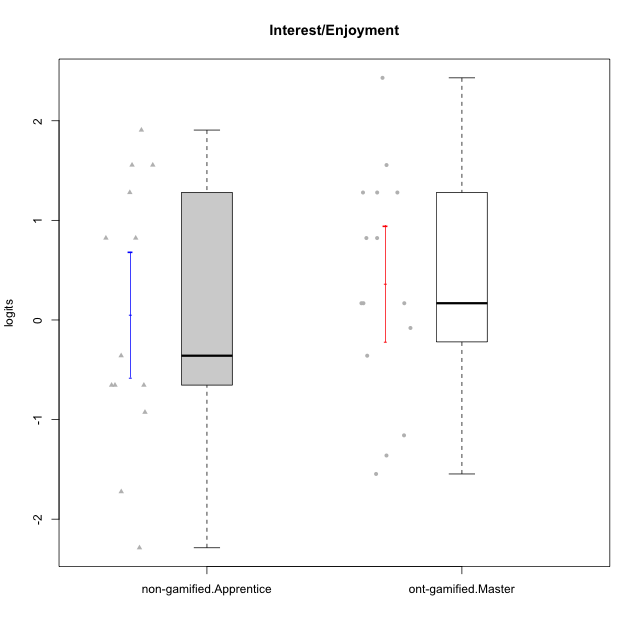 Interest/Enjoyment
logits
2
1
0
-1
-2
non-gamified.Apprentice
ont-gamified.Master